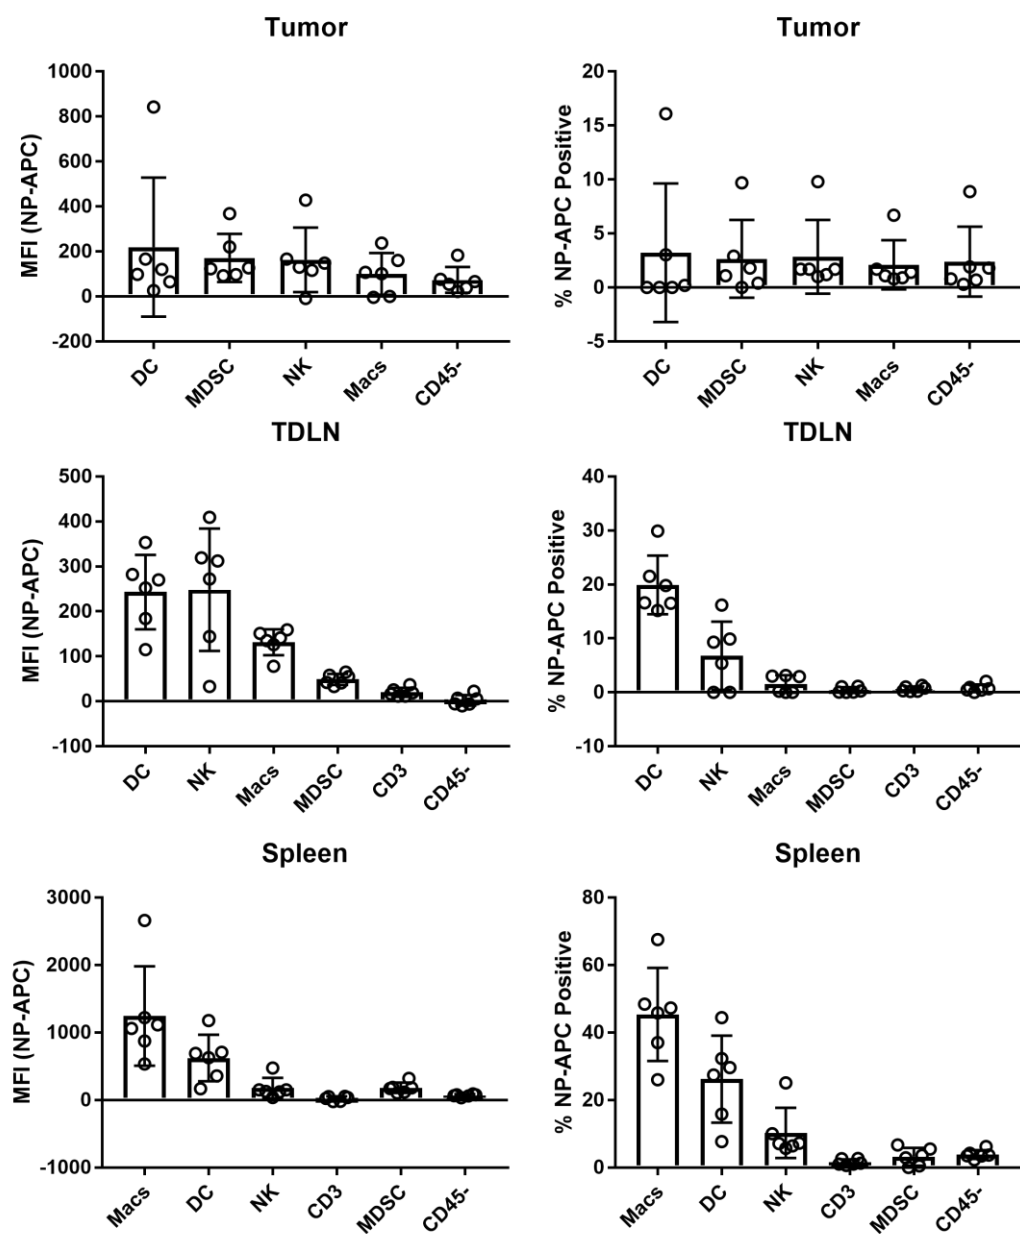 Tumor
MFI (NP-APC)
1000
800
600
400
200
0
-200
DC
MDSC
NK
Macs
CD45-
Tumor
% NP-APC Positive
20
15
10
5
0
-5
DC
MDSC
NK
Macs
CD45-
TDLN
MFI (NP-APC)
500
400
300
200
100
0
-100
DC
NK
Macs
MDSC
CD3
CD45-
TDLN
% NP-APC Positive
40
30
20
10
0
-10
DC
NK
Macs
MDSC
CD3
CD45-
Spleen
MFI (NP-APC)
3000
2000
1000
0
-1000
Macs
DC
NK
CD3
MDSC
CD45-
Spleen
% NP-APC Positive
80
60
40
20
0
Macs
DC
NK
CD3
MDSC
CD45-